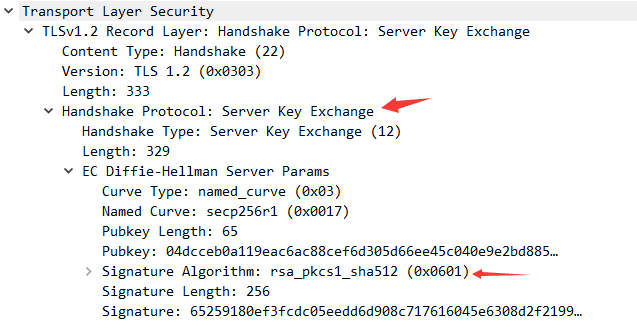 Transport Layer Security
TLSv1.2 Record Layer: Handshake Protocol: Server Key Exchange
Content Type: Handshake (22)
Version: TLS 1.2 (0x0303)
Length: 333
Handshake Protocol: Server Key Exchange
Handshake Type: Server Key Exchange (12)
Length: 329
EC Diffie-Hellman Server Params
Curve Type: named_curve (0x03)
Named Curve: secp256r1 (0x0017)
Pubkey Length: 65
Pubkey: 04dcceb0a119eac6ac88cef6d305d66ee45c040e9e2bd885…
Signature Algorithm: rsa_pkcs1_sha512 (0x0601)
Signature Length: 256
Signature: 65259180ef3fcdc05eedd6d908c717616045e6308d2f2199…